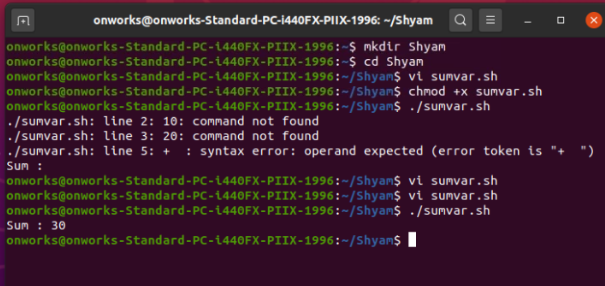 onworks@onworks-Standard-PC-i440FX-PIIX-1996: ~/Shyam
onworks@onworks-Standard-PC-i440FX-PIIX-1996:~$ mkdir Shyam
onworks@onworks-Standard-PC-i440FX-PIIX-1996:~$ cd Shyam
onworks@onworks-Standard-PC-i440FX-PIIX-1996:~/Shyam$ vi sumvar.sh
onworks@onworks-Standard-PC-i440FX-PIIX-1996:~/Shyam$ chmod +x sumvar.sh
onworks@onworks-Standard-PC-i440FX-PIIX-1996:~/Shyam$ ./sumvar.sh
./sumvar.sh: line 2: 10: command not found
./sumvar.sh: line 3: 20: command not found
./sumvar.sh: line 5: +  : syntax error: operand expected (error token is "+  ")
Sum :
onworks@onworks-Standard-PC-i440FX-PIIX-1996:~/Shyam$ vi sumvar.sh
onworks@onworks-Standard-PC-i440FX-PIIX-1996:~/Shyam$ vi sumvar.sh
onworks@onworks-Standard-PC-i440FX-PIIX-1996:~/Shyam$ ./sumvar.sh
Sum : 30
onworks@onworks-Standard-PC-i440FX-PIIX-1996:~/Shyam$